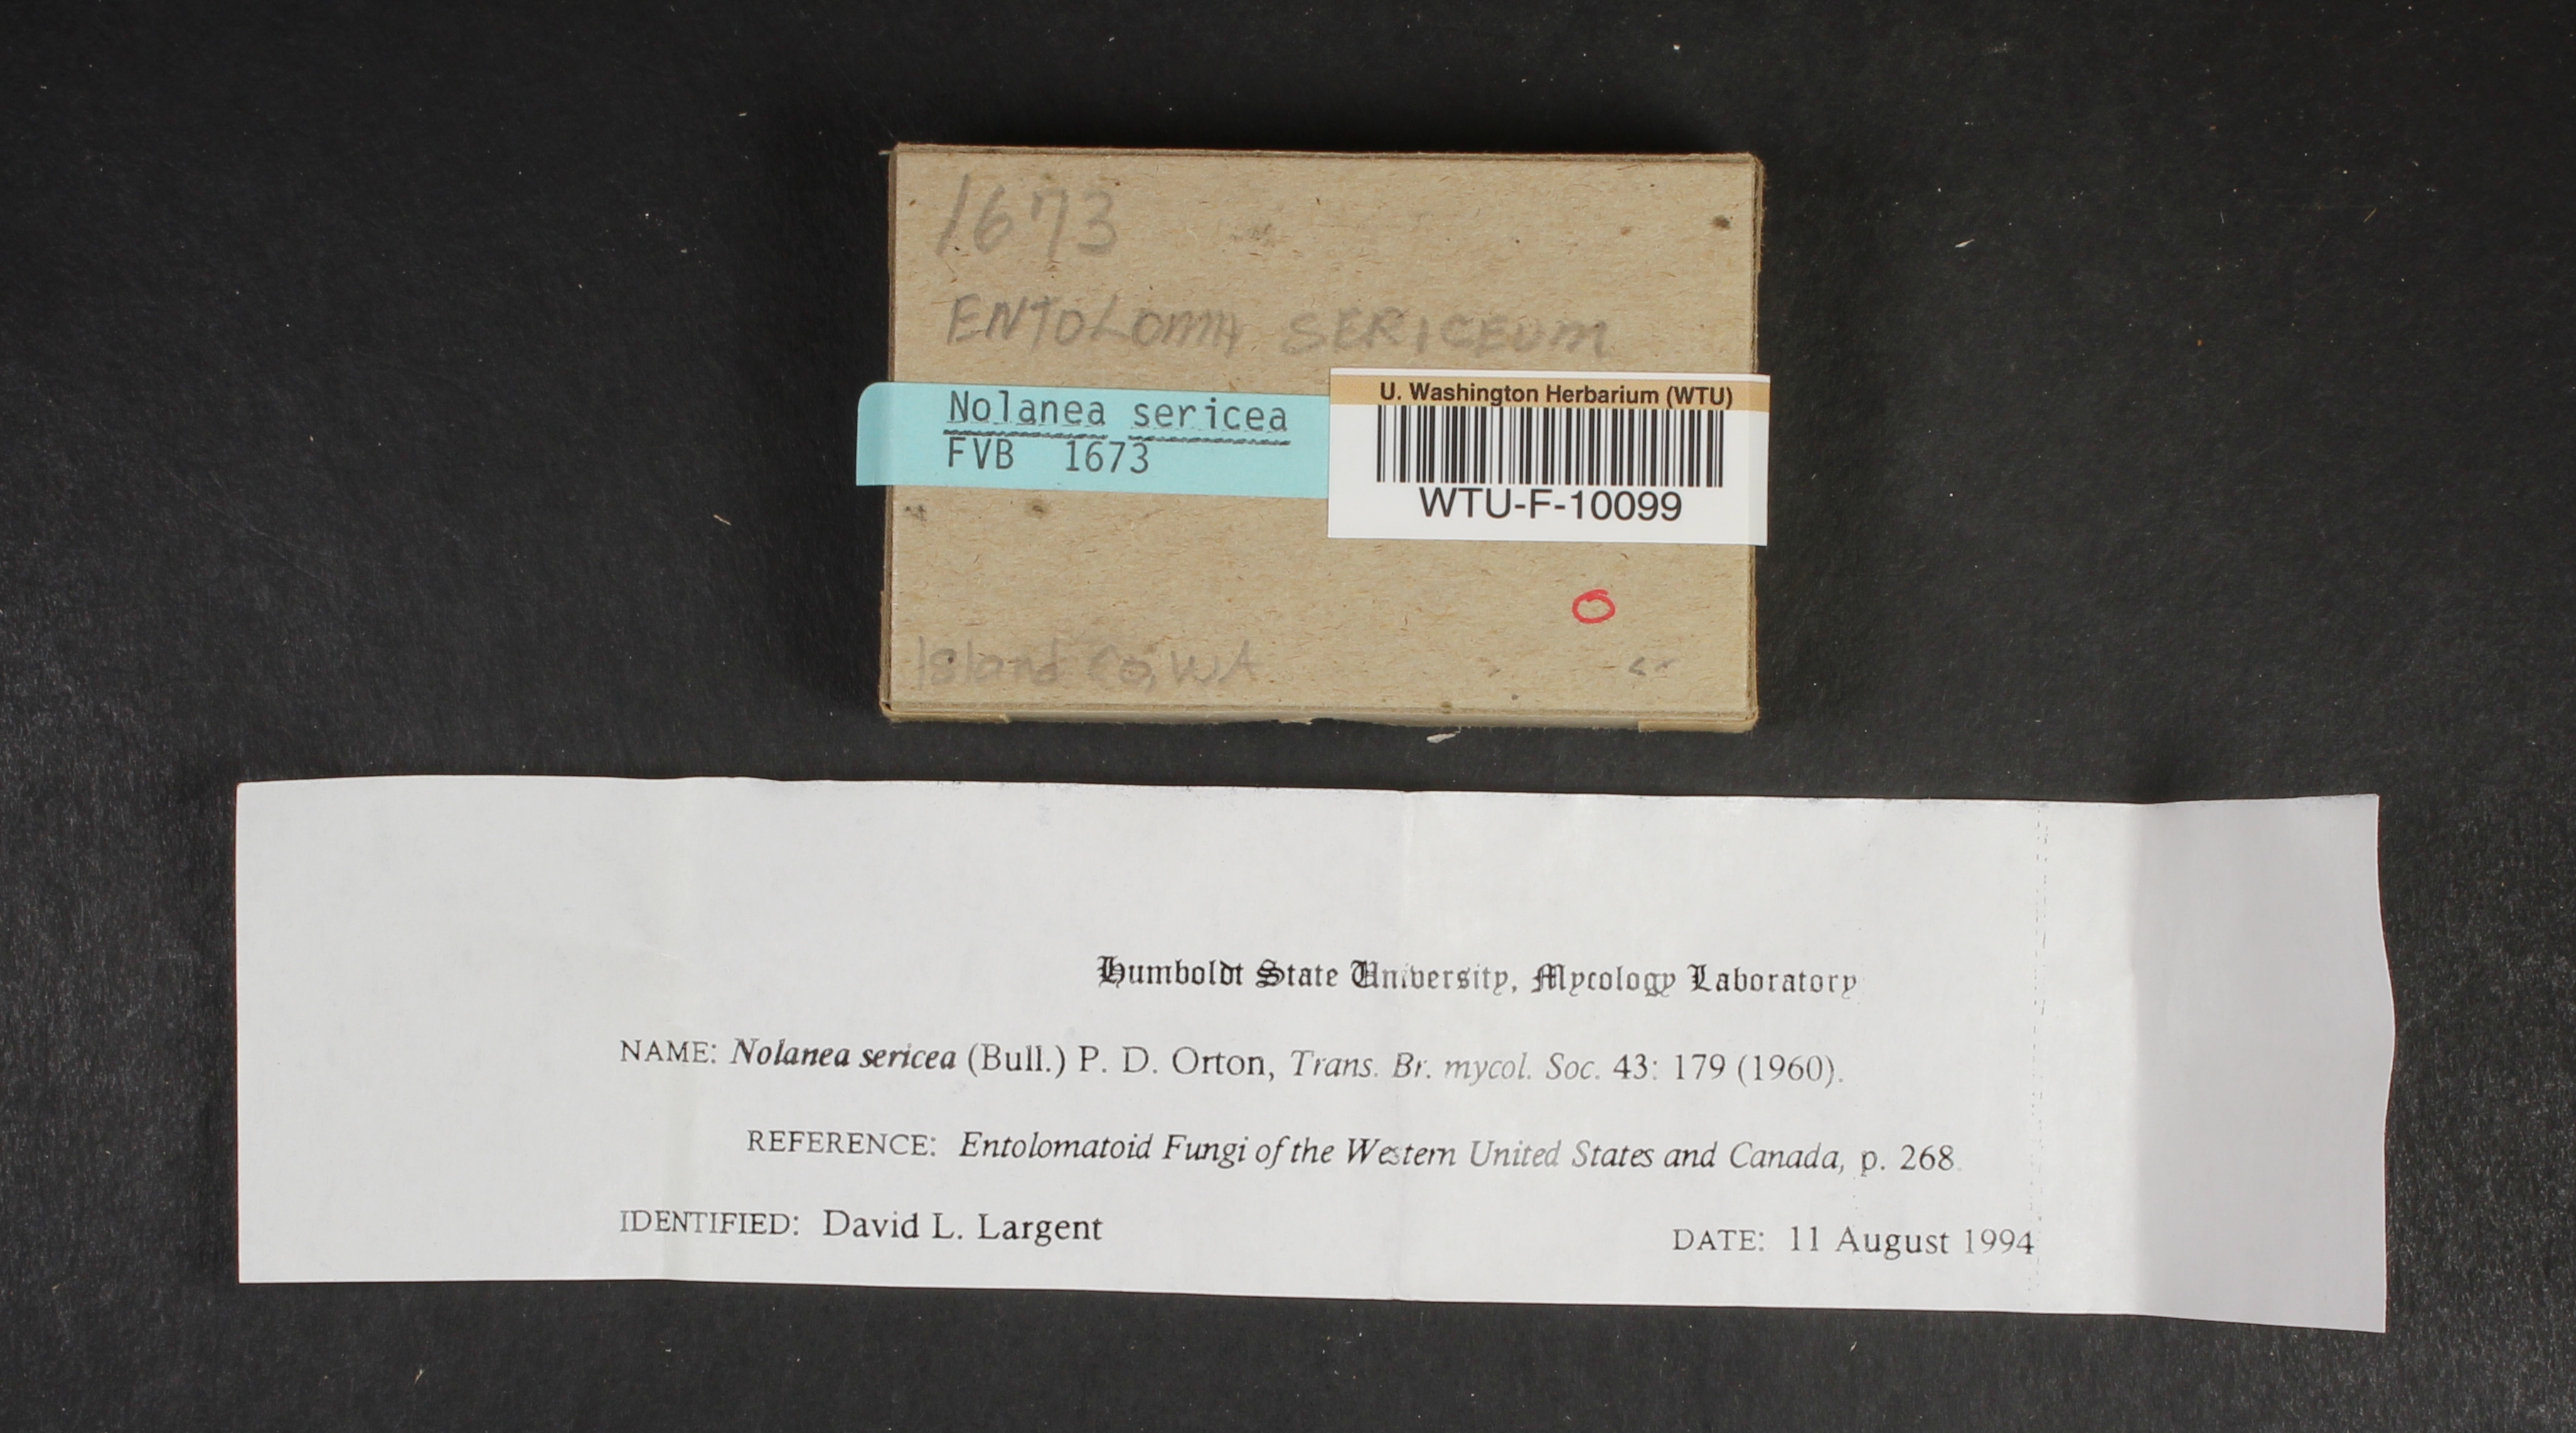 1673
ENTOLOMA SERICEUM
Nolanea sericea
FVB 1673
U. Washington Herbarium (WTU)
WTU-F-10099
Island Co, WA
Humboldt State University, Mycology Laboratory
NAME: Nolanea sericea (Bull.) P. D. Orton, Trans. Br. mycol. Soc. 43: 179 (1960).
REFERENCE: Entolomatoid Fungi of the Western United States and Canada, p. 268.
IDENTIFIED: David L. Largent
DATE: 11 August 1994